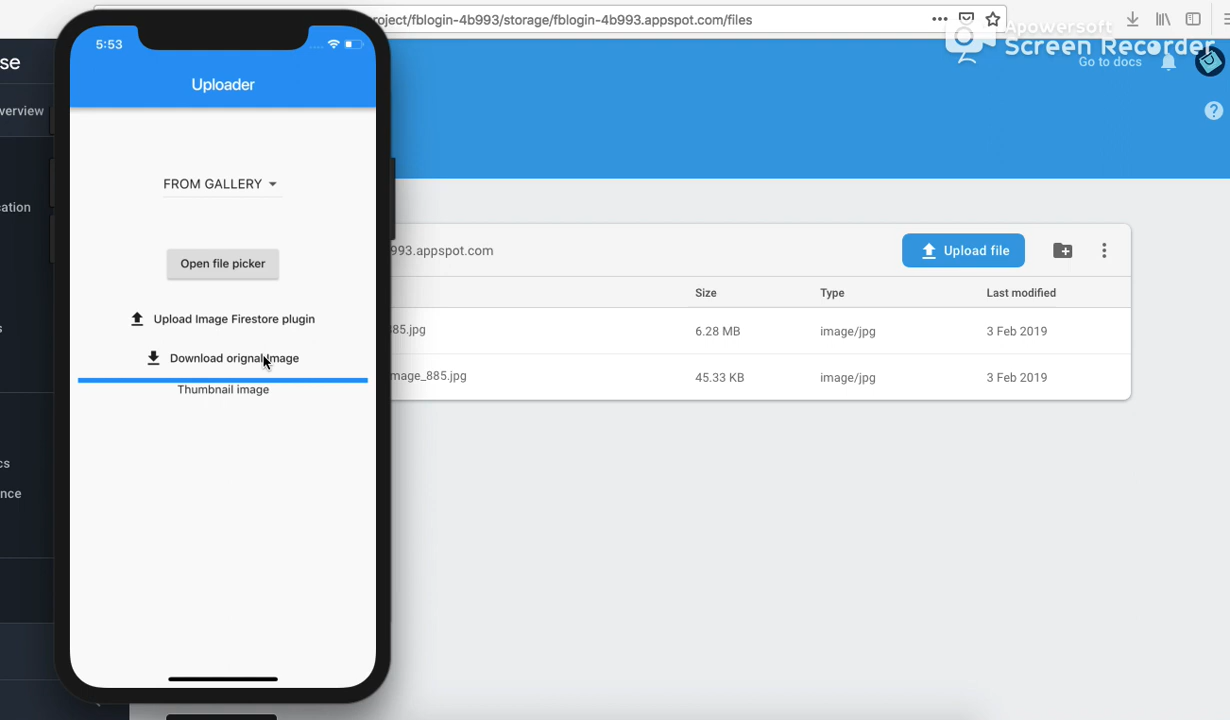 roject/fblogin-4b993/storage/fblogin-4b993.appspot.com/files
Apowersoft
Screen Recorder
se
Go to docs
verview
ation
s
cs
nce
5:53
Uploader
FROM GALLERY
Open file picker
Upload Image Firestore plugin
Download orignal image
Thumbnail image
993.appspot.com
Upload file
Size
Type
Last modified
85.jpg
6.28 MB
image/jpg
3 Feb 2019
mage_885.jpg
45.33 KB
image/jpg
3 Feb 2019